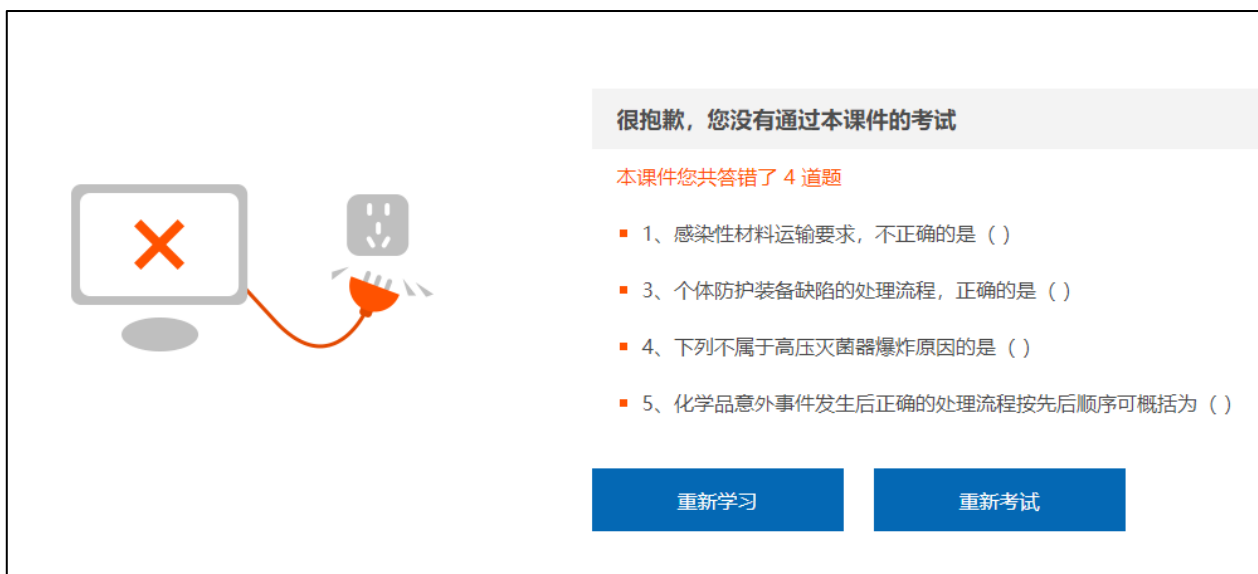 很抱歉，您没有通过本课件的考试
本课件您共答错了 4 道题
1、感染性材料运输要求，不正确的是（ ）
3、个体防护装备缺陷的处理流程，正确的是（ ）
4、下列不属于高压灭菌器爆炸原因的是（ ）
5、化学品意外事件发生后正确的处理流程按先后顺序可概括为（ ）
重新学习
重新考试